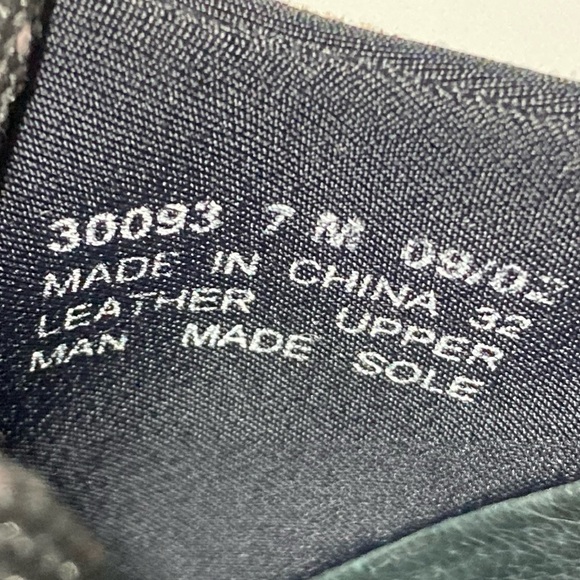 30093 7 M 09/02
MADE IN CHINA 32
LEATHER UPPER
MAN MADE SOLE